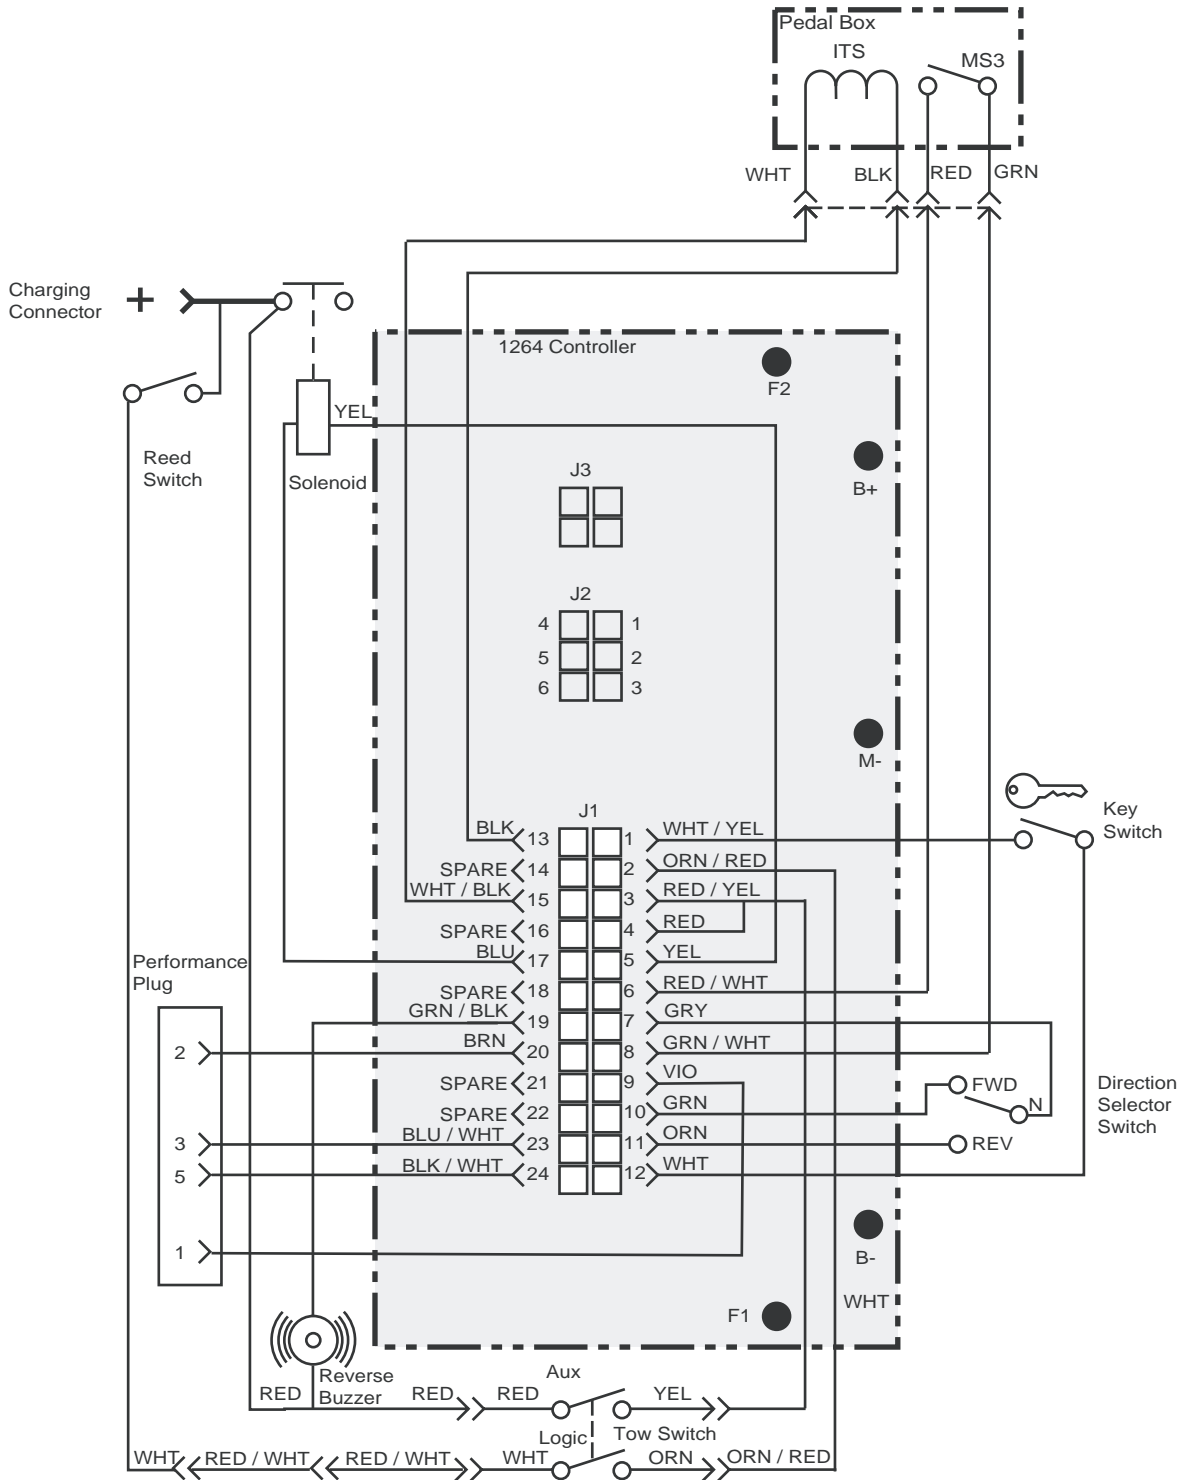 Pedal Box
ITS
MS3
WHT
BLK
RED
GRN
Charging
Connector
+
1264 Controller
F2
YEL
Reed
Switch
Solenoid
J3
B+
J2
4
1
5
2
6
3
M-
J1
Key
Switch
BLK
13
1
WHT / YEL
SPARE
14
2
ORN / RED
WHT / BLK
15
3
RED / YEL
SPARE
16
4
RED
BLU
17
5
YEL
Performance
Plug
SPARE
18
6
RED / WHT
GRN / BLK
19
7
GRY
2
BRN
20
8
GRN / WHT
SPARE
21
9
VIO
FWD
N
Direction
Selector
Switch
SPARE
22
10
GRN
3
BLU / WHT
23
11
ORN
REV
5
BLK / WHT
24
12
WHT
1
B-
WHT
F1
Reverse
Buzzer
Aux
RED
RED
RED
YEL
Logic
Tow Switch
WHT
RED / WHT
RED / WHT
WHT
ORN
ORN / RED